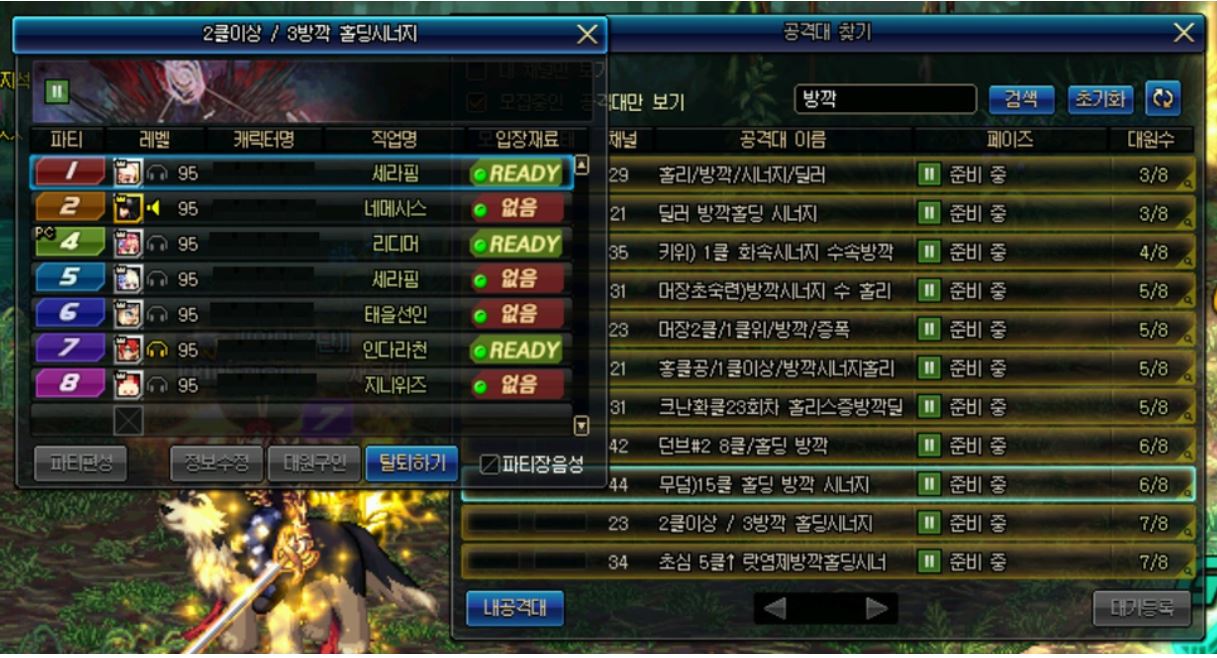 2클이상 / 3방깍 홀딩시너지
파티 레벨 캐릭터명 직업명 입장재료
1 95 세라핌 READY
2 95 네메시스 없음
PC 4 95 리디머 READY
5 95 세라핌 없음
6 95 태을선인 없음
7 95 인다라천 READY
8 95 지니위즈 없음
파티편성 정보수정 대원구인 탈퇴하기 파티장음성
공격대 찾기
내 채널만 보기
모집중인 공격대만 보기
방깍 검색 초기화
채널 공격대 이름 페이즈 대원수
29 홀리/방깍/시너지/딜러 준비 중 3/8
21 딜러 방깍홀딩 시너지 준비 중 3/8
35 키위) 1클 화속시너지 수속방깍 준비 중 4/8
31 머장초숙련)방깍시너지 수 홀리 준비 중 5/8
23 머장2클/1클위/방깍/증폭 준비 중 5/8
21 홍클공/1클이상/방깍시너지홀리 준비 중 5/8
31 크난화클23회차 홀리스증방깍딜 준비 중 5/8
42 던브#2 8클/홀딩 방깍 준비 중 6/8
44 무덤)15클 홀딩 방깍 시너지 준비 중 6/8
23 2클이상 / 3방깍 홀딩시너지 준비 중 7/8
34 초심 5클↑ 랏염제방깍홀딩시너 준비 중 7/8
내공격대 대기등록